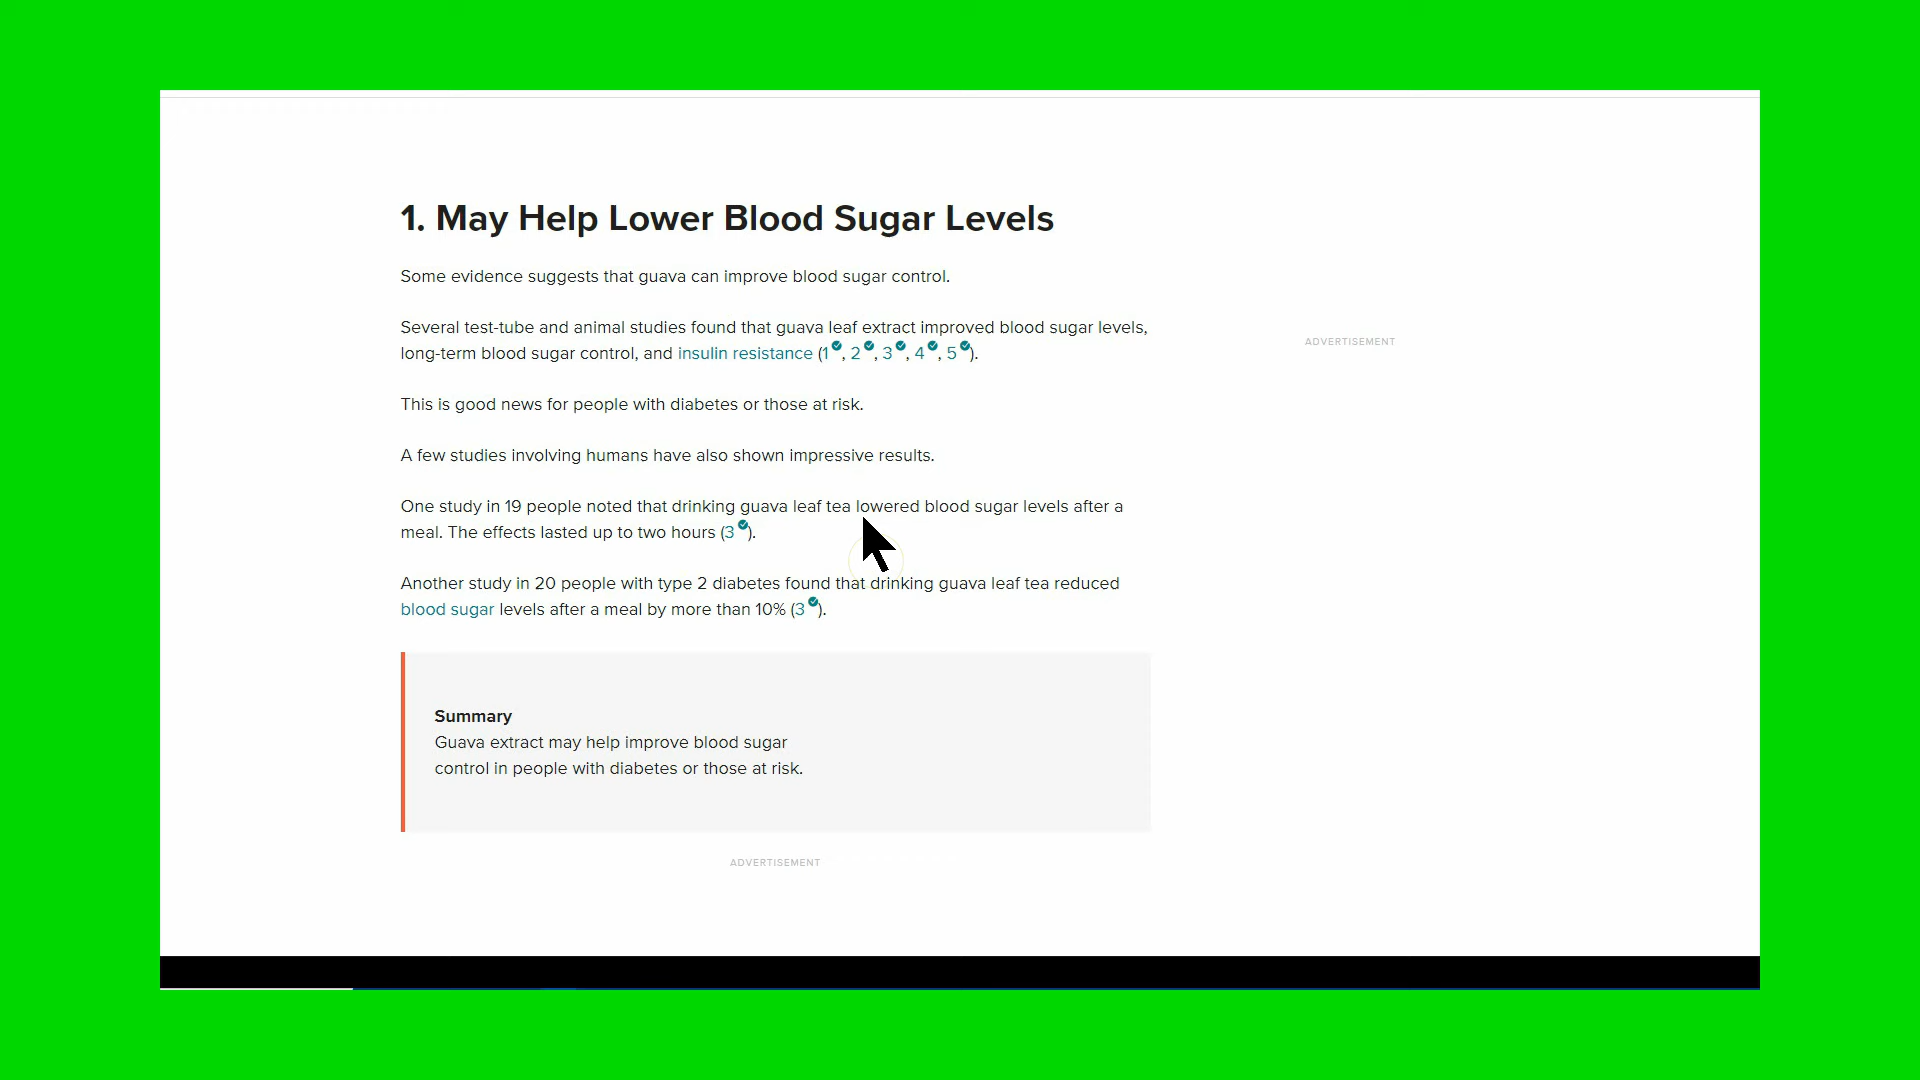 1. May Help Lower Blood Sugar Levels
Some evidence suggests that guava can improve blood sugar control.
Several test-tube and animal studies found that guava leaf extract improved blood sugar levels,
long-term blood sugar control, and insulin resistance (1, 2, 3, 4, 5).
ADVERTISEMENT
This is good news for people with diabetes or those at risk.
A few studies involving humans have also shown impressive results.
One study in 19 people noted that drinking guava leaf tea lowered blood sugar levels after a
meal. The effects lasted up to two hours (3).
Another study in 20 people with type 2 diabetes found that drinking guava leaf tea reduced
blood sugar levels after a meal by more than 10% (3).
Summary
Guava extract may help improve blood sugar
control in people with diabetes or those at risk.
ADVERTISEMENT